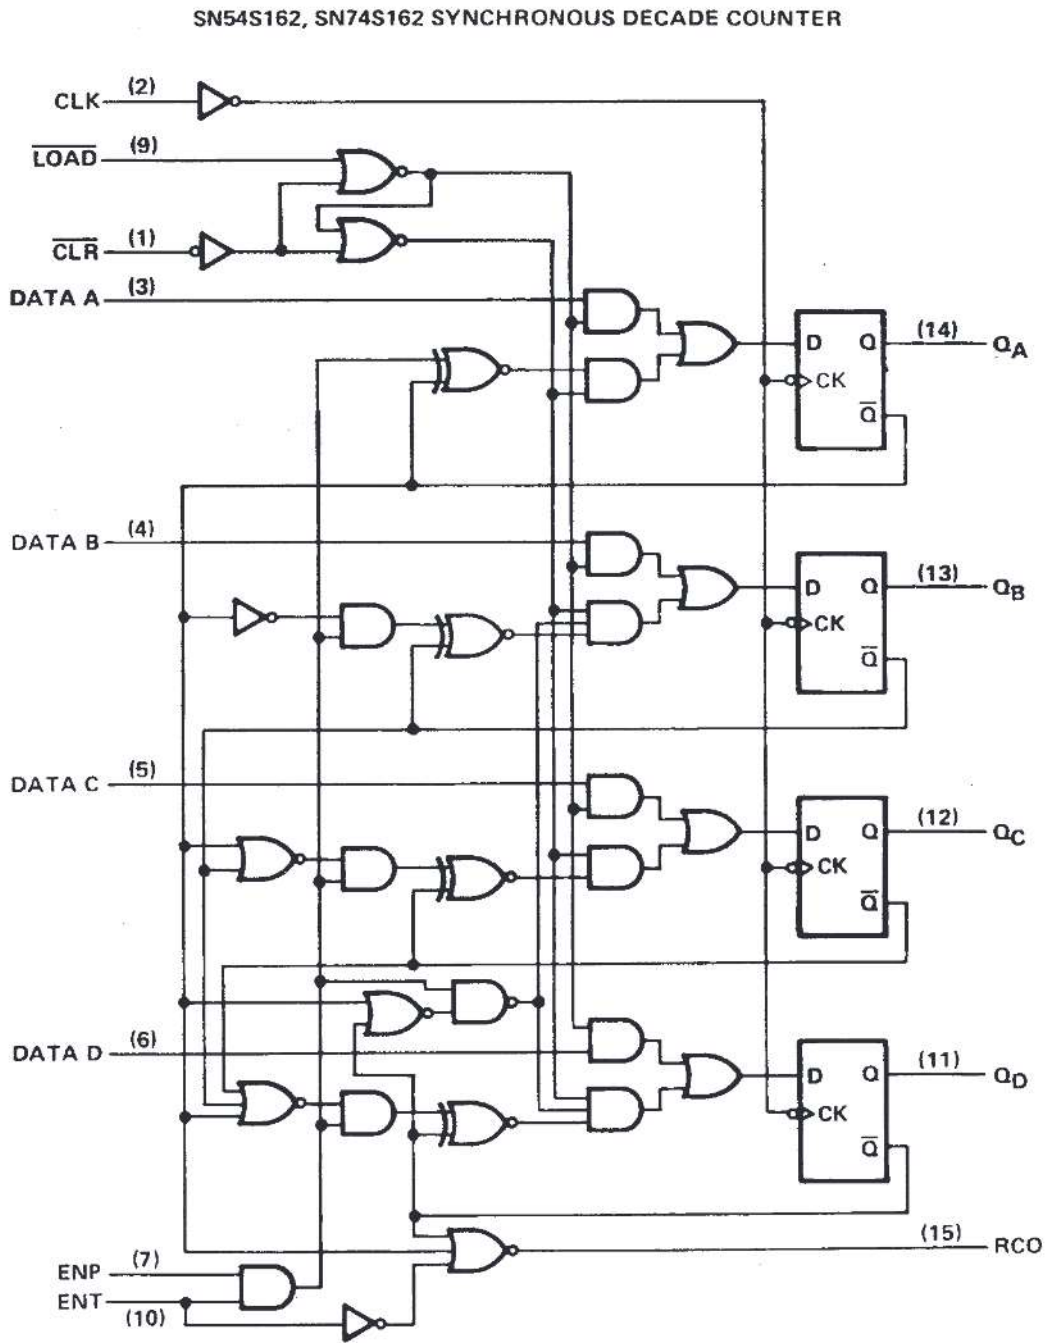 SN54S162, SN74S162 SYNCHRONOUS DECADE COUNTER
CLK (2)
LOAD (9)
CLR (1)
DATA A (3)
D Q (14) QA
CK
Q
DATA B (4)
D Q (13) QB
CK
Q
DATA C (5)
D Q (12) QC
CK
Q
DATA D (6)
D Q (11) QD
CK
Q
(15) RCO
ENP (7)
ENT (10)